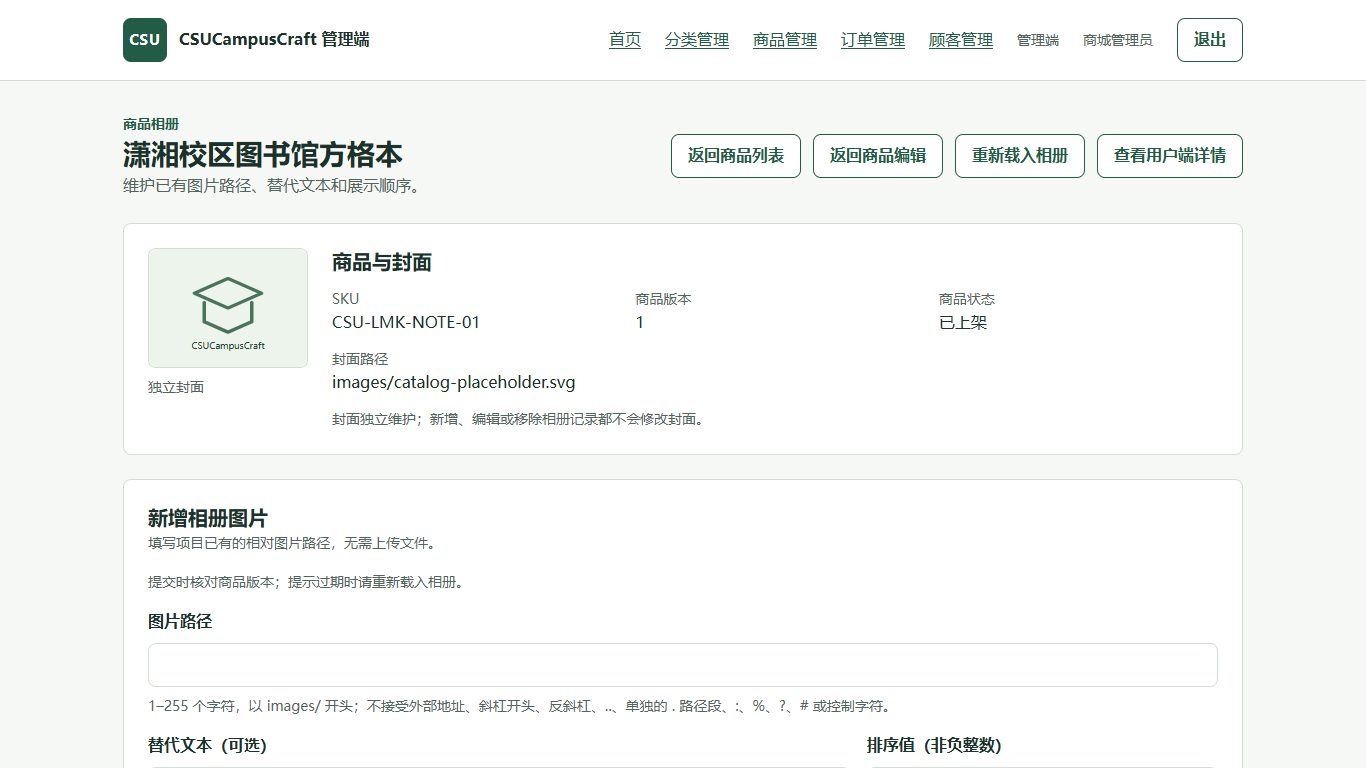 CSU CSUCampusCraft 管理端 首页 分类管理 商品管理 订单管理 顾客管理 管理端 商城管理员 退出
商品相册
潇湘校区图书馆方格本
维护已有图片路径、替代文本和展示顺序。
返回商品列表 返回商品编辑 重新载入相册 查看用户端详情
CSUCampusCraft
独立封面
商品与封面
SKU 商品版本 商品状态
CSU-LMK-NOTE-01 1 已上架
封面路径
images/catalog-placeholder.svg
封面独立维护；新增、编辑或移除相册记录都不会修改封面。
新增相册图片
填写项目已有的相对图片路径，无需上传文件。
提交时核对商品版本；提示过期时请重新载入相册。
图片路径
1–255 个字符，以 images/ 开头；不接受外部地址、斜杠开头、反斜杠、..、单独的 . 路径段、:、%、?、# 或控制字符。
替代文本（可选） 排序值（非负整数）